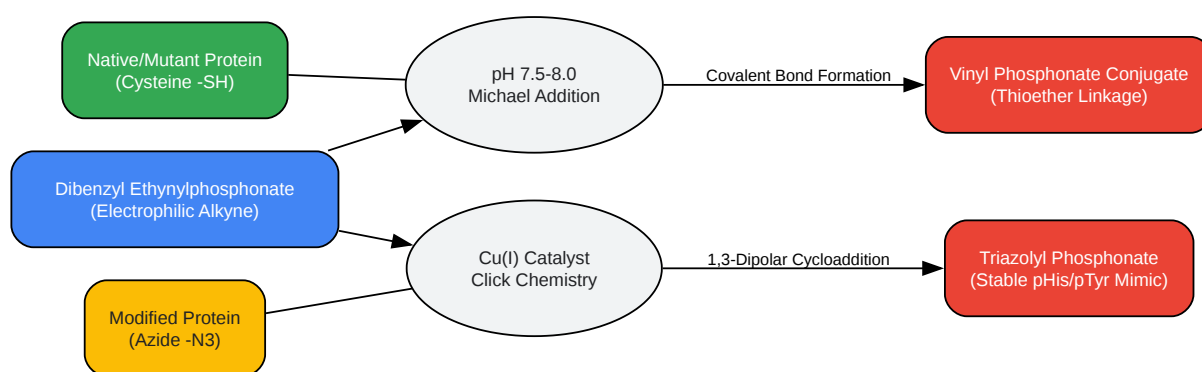 Native/Mutant Protein
(Cysteine -SH)
pH 7.5-8.0
Michael Addition
Covalent Bond Formation
Vinyl Phosphonate Conjugate
(Thioether Linkage)
Dibenzyl Ethynylphosphonate
(Electrophilic Alkyne)
Cu(I) Catalyst
Click Chemistry
1,3-Dipolar Cycloaddition
Triazolyl Phosphonate
(Stable pHis/pTyr Mimic)
Modified Protein
(Azide -N3)